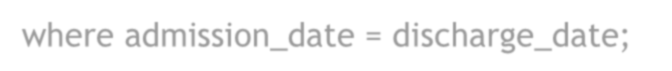 where admission_date = discharge_date;